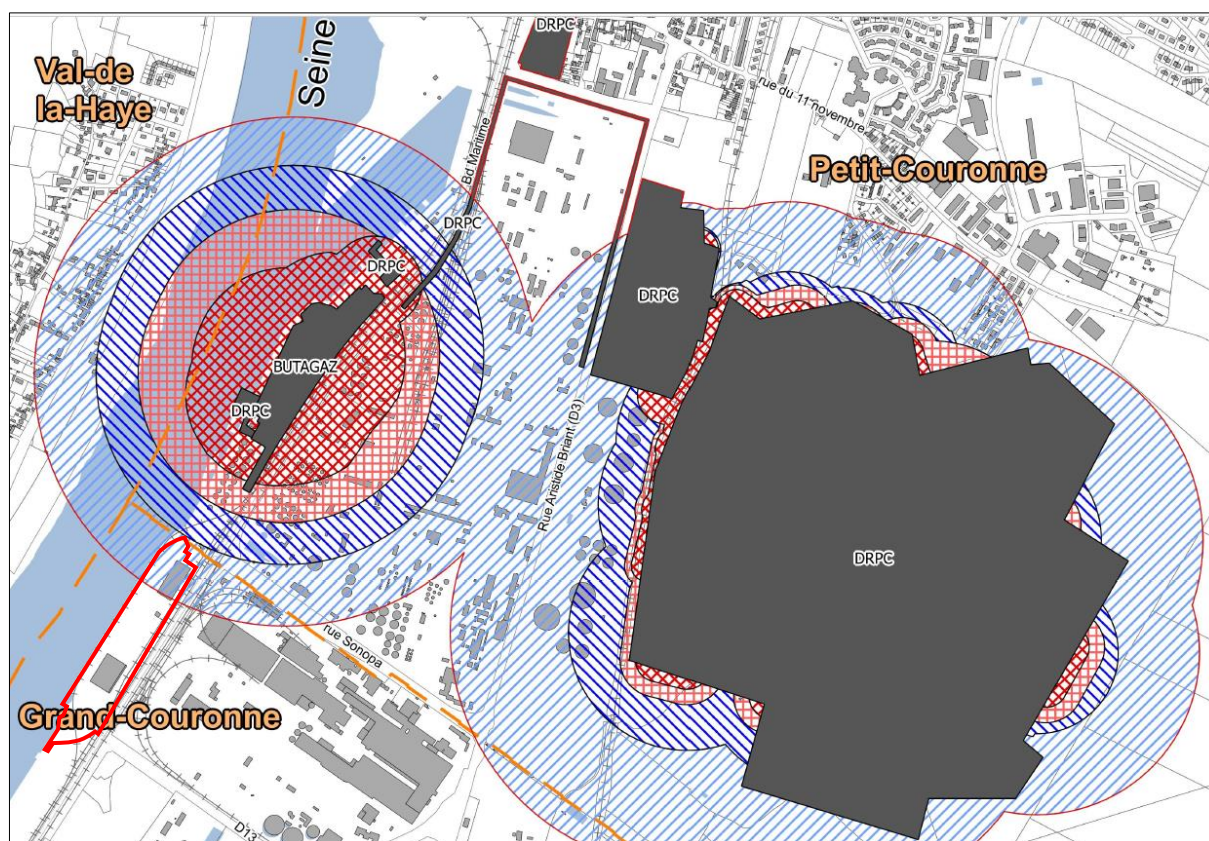 DRPC
Val-de
la-Haye
Seine
rue du 11 novembre
Bd Maritime
Petit-Couronne
DRPC
DRPC
DRPC
BUTAGAZ
DRPC
Rue Aristide Briant (D3)
DRPC
rue Sonopa
Grand-Couronne
D13